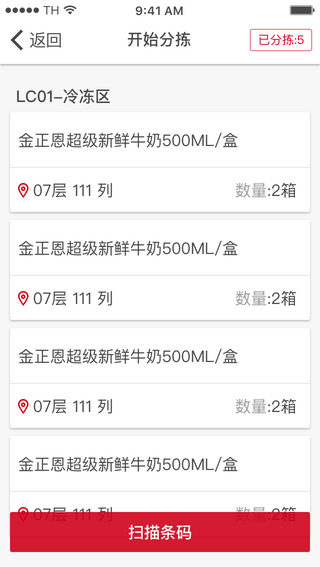 TH 9:41 AM
返回 开始分拣 已分拣:5
LC01-冷冻区
金正恩超级新鲜牛奶500ML/盒
07层 111 列 数量:2箱
金正恩超级新鲜牛奶500ML/盒
07层 111 列 数量:2箱
金正恩超级新鲜牛奶500ML/盒
07层 111 列 数量:2箱
金正恩超级新鲜牛奶500ML/盒
07层 111 列 数量:2箱
扫描条码